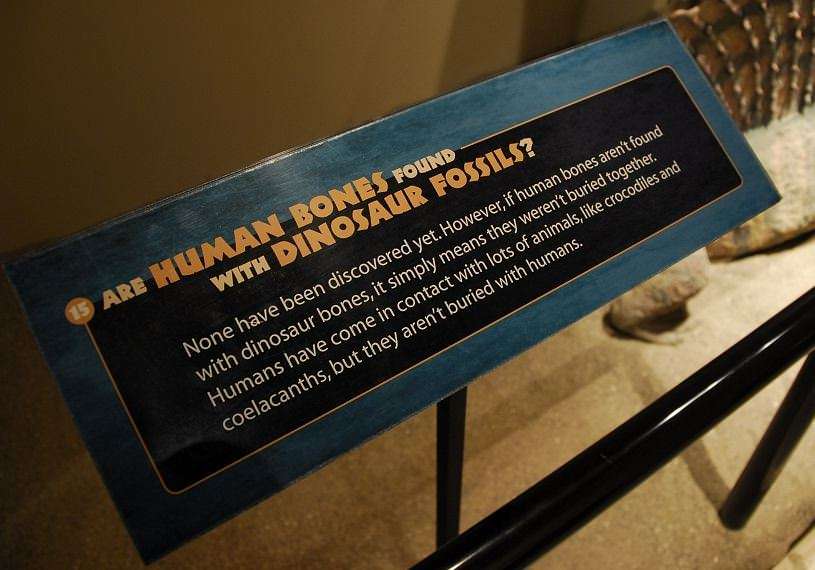 15 ARE HUMAN BONES FOUND
WITH DINOSAUR FOSSILS?
None have been discovered yet. However, if human bones aren't found
with dinosaur bones, it simply means they weren't buried together.
Humans have come in contact with lots of animals, like crocodiles and
coelacanths, but they aren't buried with humans.